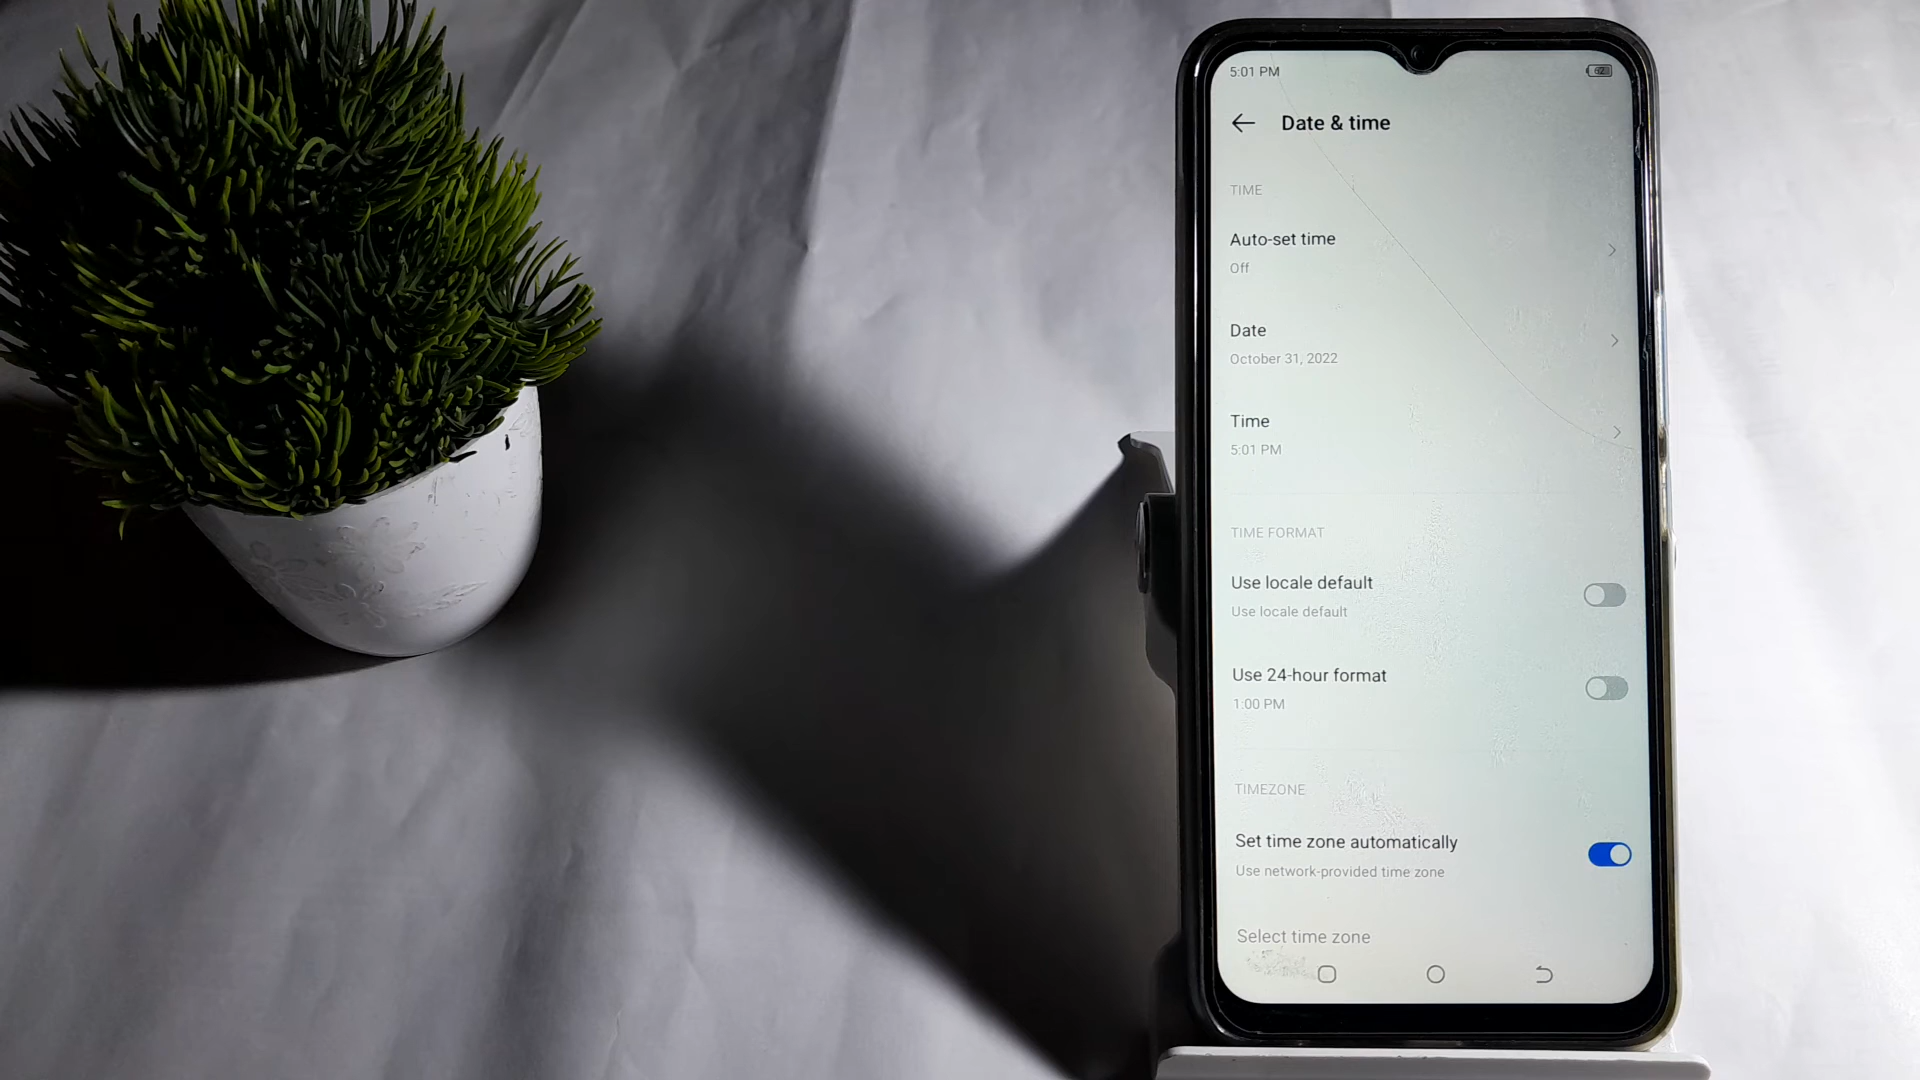 5:01 PM
62
Date & time
TIME
Auto-set time
Off
Date
October 31, 2022
Time
5:01 PM
TIME FORMAT
Use locale default
Use locale default
Use 24-hour format
1:00 PM
TIMEZONE
Set time zone automatically
Use network-provided time zone
Select time zone